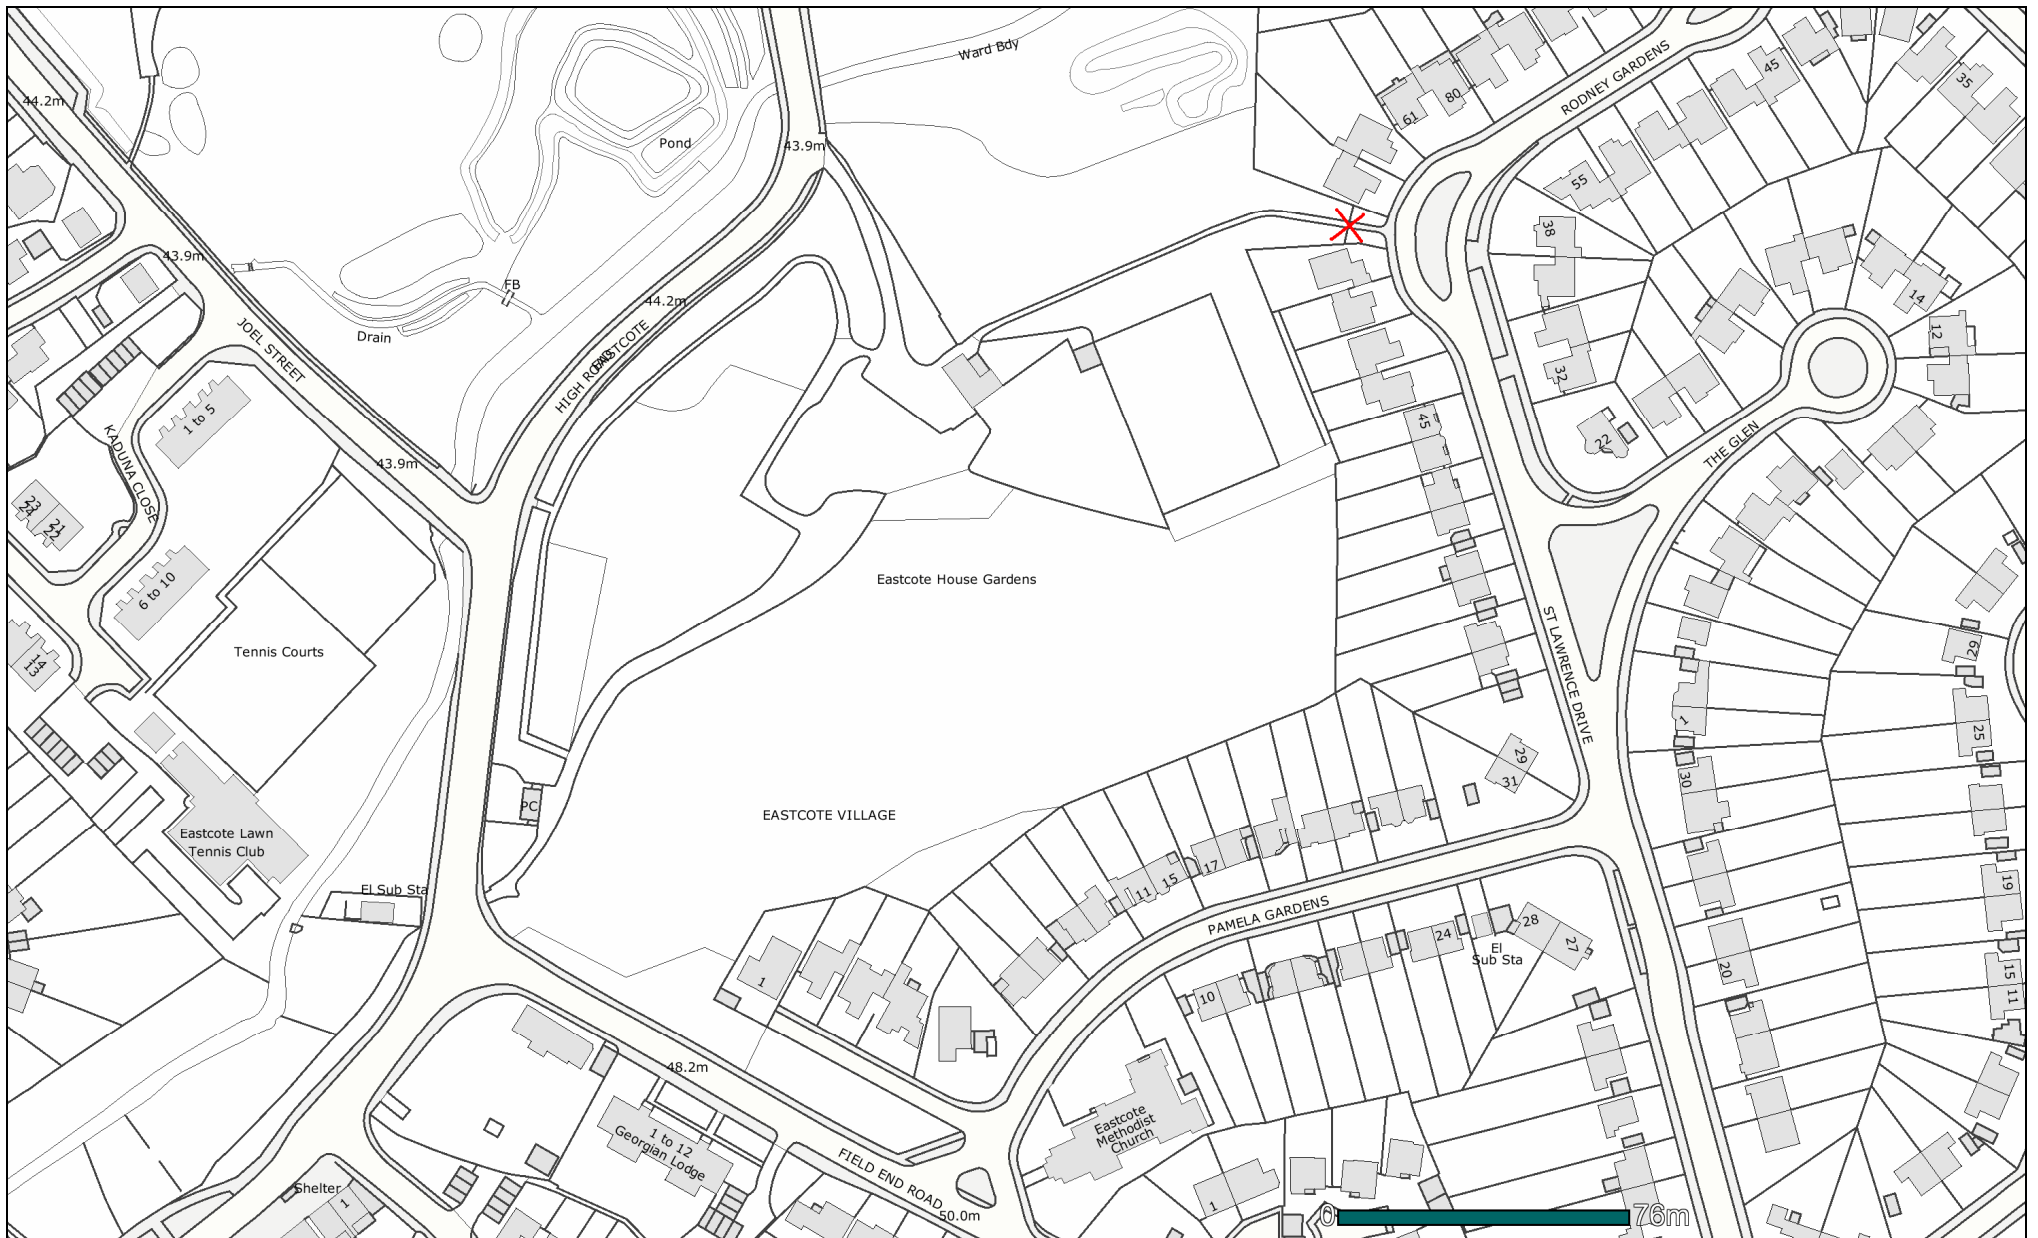 Ward Bdy
RODNEY GARDENS
45
35
61
80
44.2m
Pond
43.9m
55
38
43.9m
FB
44.2m
14
12
Drain
JOEL STREET
HIGH ROAD
EASTCOTE
32
1 to 5
45
22
THE GLEN
KADUNA CLOSE
43.9m
23
24
21
22
Eastcote House Gardens
6 to 10
14
13
Tennis Courts
ST LAWRENCE DRIVE
29
1
25
29
31
30
PC
EASTCOTE VILLAGE
Eastcote Lawn
Tennis Club
17
15
11
El Sub Sta
19
PAMELA GARDENS
28
24
27
El
Sub Sta
20
15
11
1
10
48.2m
Eastcote
Methodist
Church
1 to 12
Georgian Lodge
FIELD END ROAD
Shelter
1
1
50.0m
0
76m